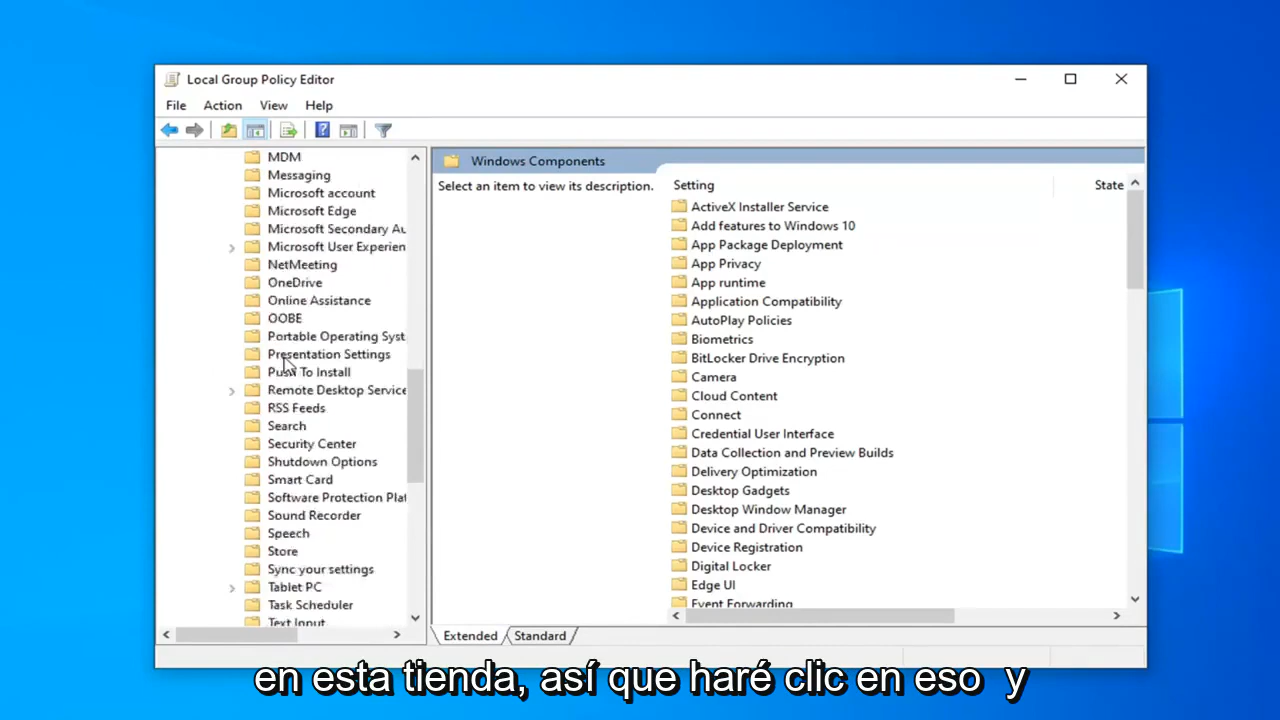 Local Group Policy Editor
File Action View Help
MDM
Messaging
Microsoft account
Microsoft Edge
Microsoft Secondary Au
Microsoft User Experien
NetMeeting
OneDrive
Online Assistance
OOBE
Portable Operating Syst
Presentation Settings
Push To Install
Remote Desktop Service
RSS Feeds
Search
Security Center
Shutdown Options
Smart Card
Software Protection Plat
Sound Recorder
Speech
Store
Sync your settings
Tablet PC
Task Scheduler
Text Input
Windows Components
Select an item to view its description.
Setting State
ActiveX Installer Service
Add features to Windows 10
App Package Deployment
App Privacy
App runtime
Application Compatibility
AutoPlay Policies
Biometrics
BitLocker Drive Encryption
Camera
Cloud Content
Connect
Credential User Interface
Data Collection and Preview Builds
Delivery Optimization
Desktop Gadgets
Desktop Window Manager
Device and Driver Compatibility
Device Registration
Digital Locker
Edge UI
Event Forwarding
Extended Standard
en esta tienda, así que haré clic en eso y